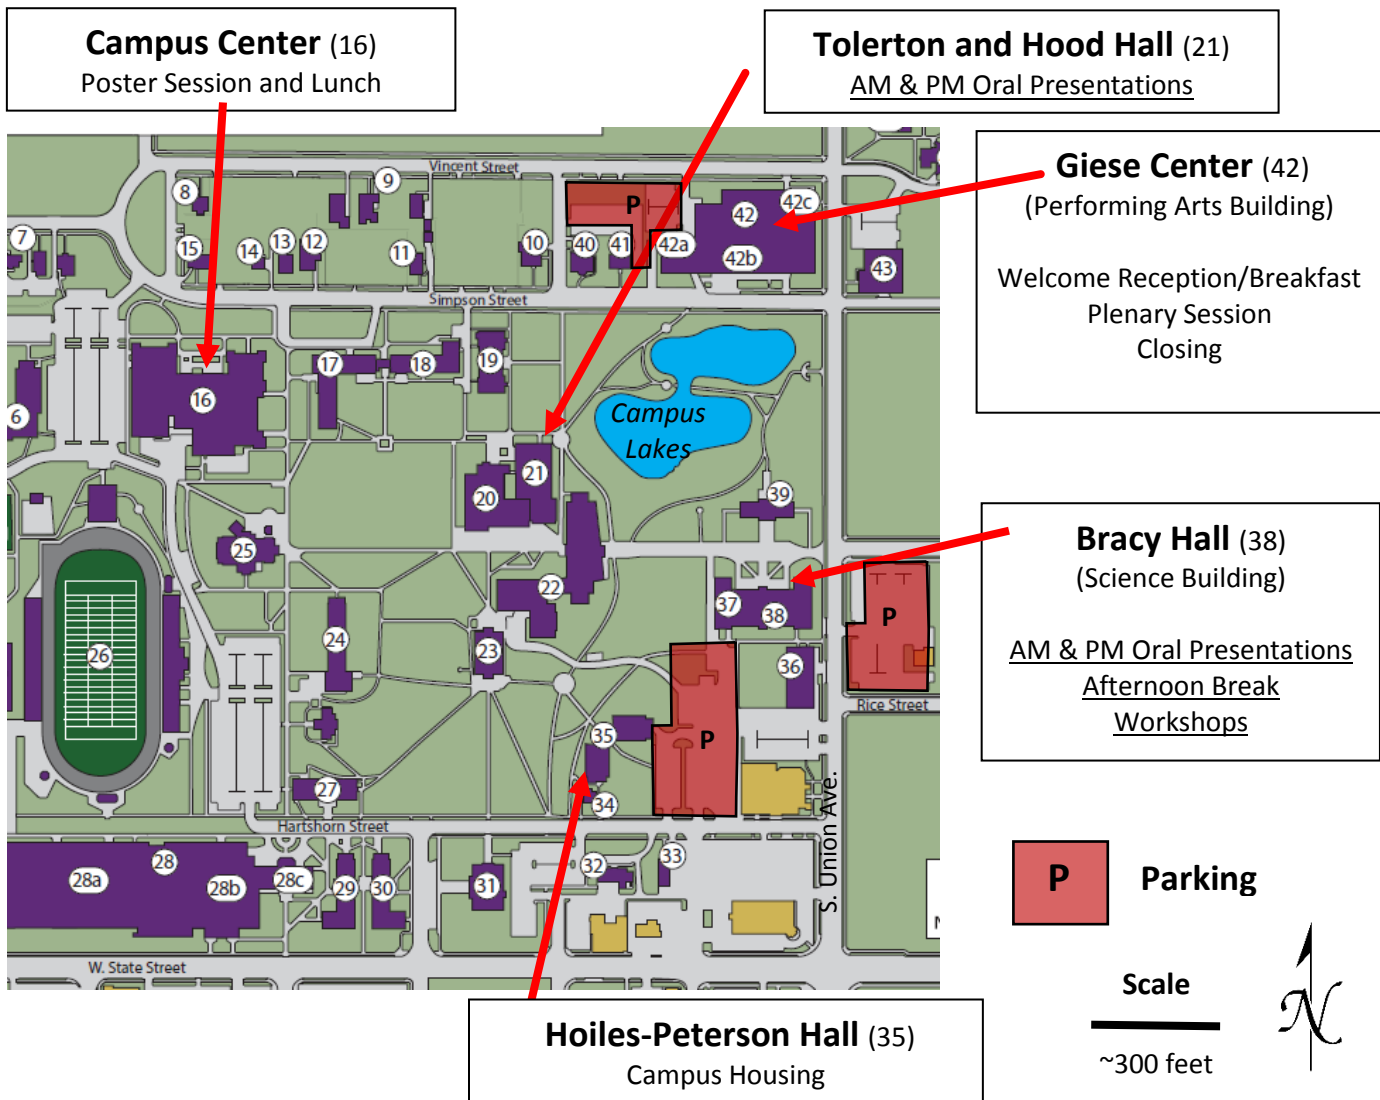 Campus Center (16)
Poster Session and Lunch
Tolerton and Hood Hall (21)
AM & PM Oral Presentations
Giese Center (42)
(Performing Arts Building)
Welcome Reception/Breakfast
Plenary Session
Closing
Vincent Street
8
9
P
42
42c
7
15
14
13
12
11
10
40
41
42a
42b
43
Simpson Street
17
18
19
16
6
Campus
Lakes
21
20
39
25
22
Bracy Hall (38)
(Science Building)
AM & PM Oral Presentations
Afternoon Break
Workshops
37
38
P
24
26
23
36
Rice Street
35
P
27
34
S. Union Ave.
Hartshorn Street
28
28a
28b
28c
29
30
31
32
33
N
W. State Street
P
Parking
Scale
~300 feet
N
Hoiles-Peterson Hall (35)
Campus Housing